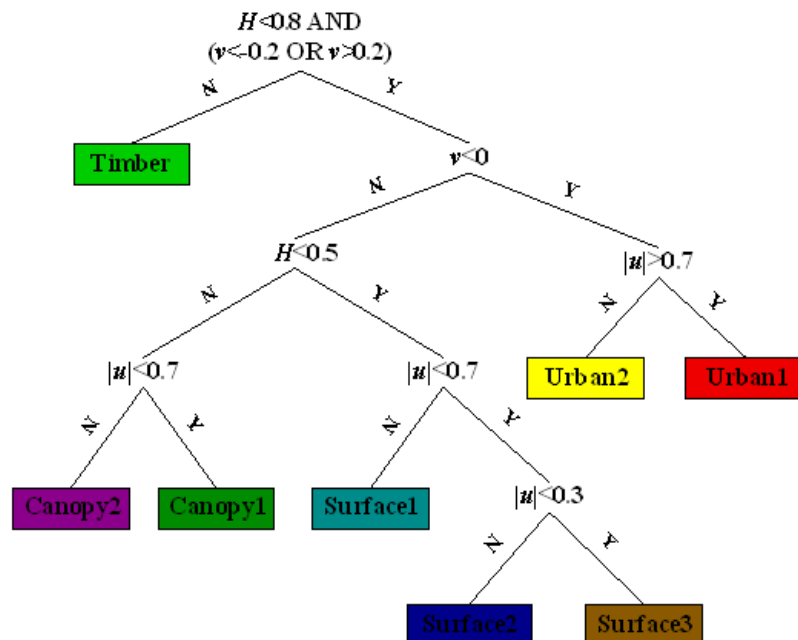 H<0.8 AND
(v<-0.2 OR v>0.2)
N
Y
Timber
v<0
N
Y
H<0.5
|u|>0.7
N
Y
N
Y
|u|<0.7
|u|<0.7
Urban2
Urban1
N
Y
N
Y
Canopy2
Canopy1
Surface1
|u|<0.3
N
Y
Surface2
Surface3